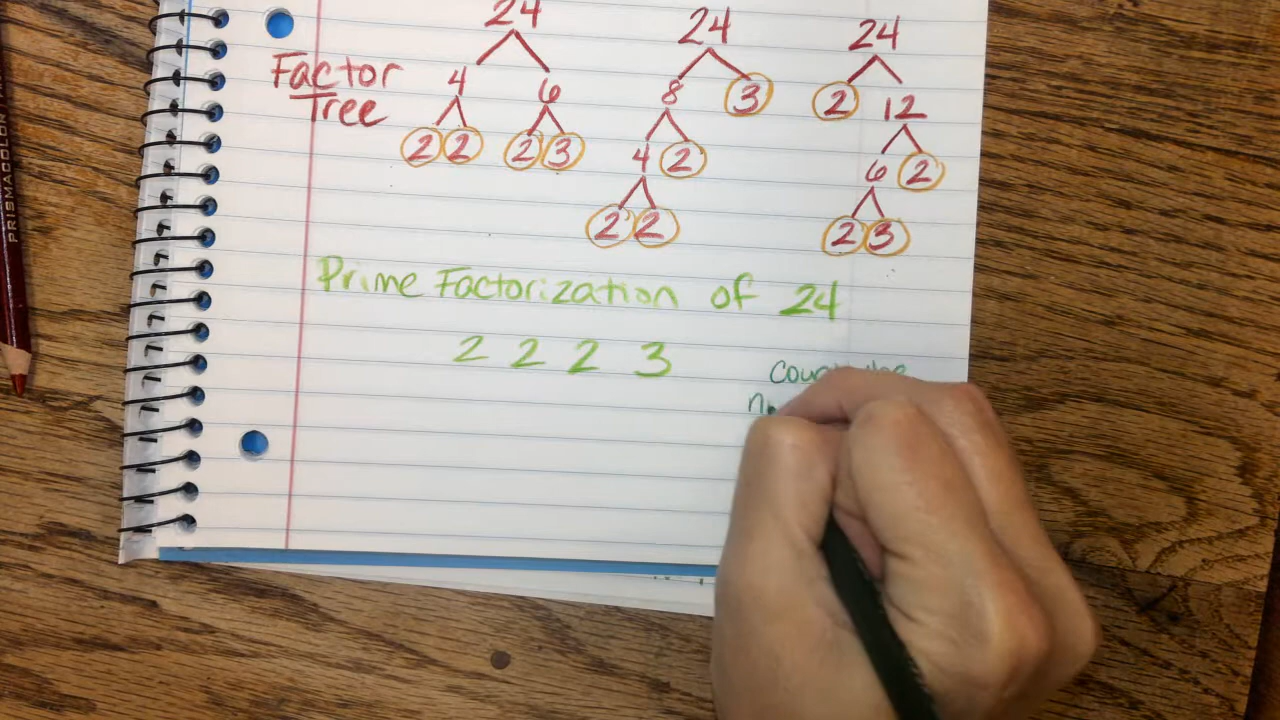 24 24 24
Factor
Tree
4 6 8 3 2 12
2 2 2 3 4 2 6 2
2 2 2 3
Prime Factorization of 24
2 2 2 3
PRISMACOLOR